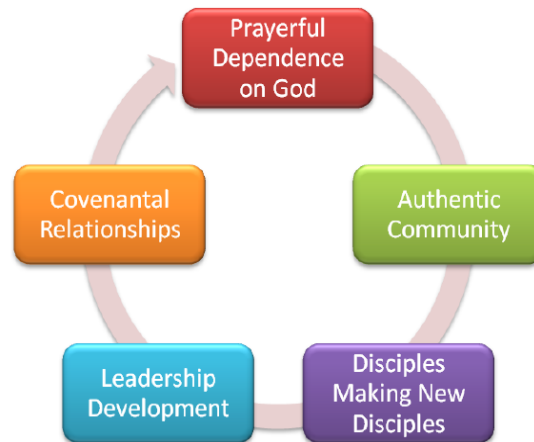 Prayerful
Dependence
on God
Authentic
Community
Disciples
Making New
Disciples
Leadership
Development
Covenantal
Relationships